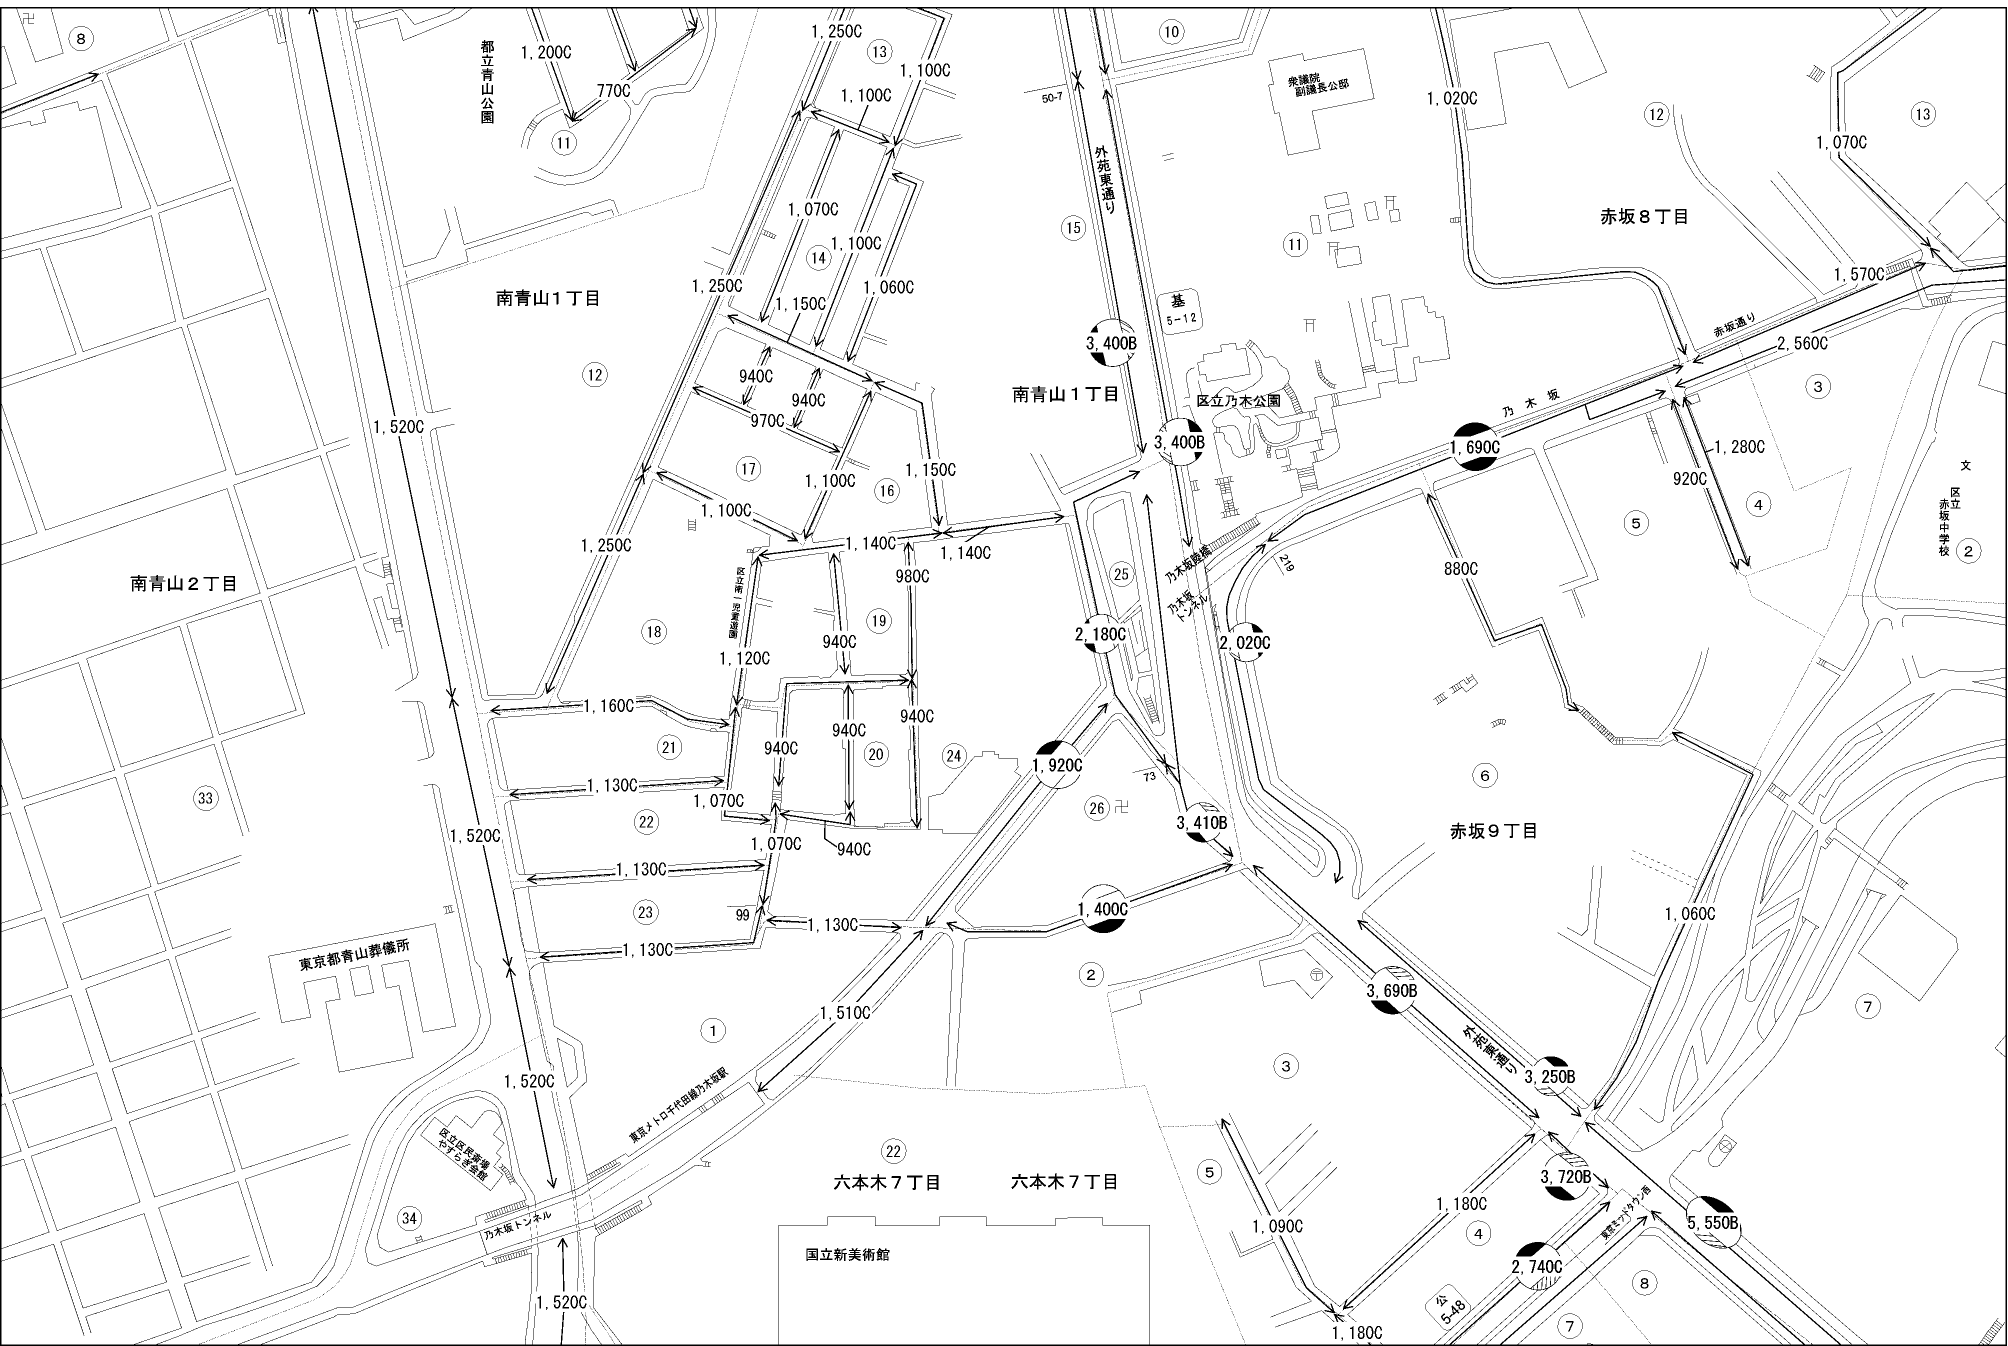 8
都立青山公園
1,200C
770C
11
1,250C
13
1,100C
1,100C
10
50-7
衆議院
副議長公邸
1,020C
12
13
1,070C
外苑東通り
1,070C
14
1,100C
1,060C
15
11
赤坂8丁目
南青山1丁目
1,250C
1,150C
基
5-12
1,570C
赤坂通り
3,400B
2,560C
12
940C
940C
970C
南青山1丁目
区立乃木公園
乃木坂
3
1,520C
3,400B
1,690C
1,280C
920C
17
1,150C
16
1,100C
文
区立
赤坂中学校
4
5
2
1,100C
1,250C
1,140C
1,140C
乃木坂陸橋
219
980C
25
880C
南青山2丁目
区立南一児童遊園
乃木坂
トンネル
18
19
940C
2,180C
2,020C
1,120C
1,160C
940C
21
940C
940C
20
24
1,920C
73
6
1,130C
33
1,070C
22
26
3,410B
赤坂9丁目
1,520C
1,070C
940C
1,130C
23
99
1,130C
1,400C
1,060C
1,130C
東京都青山葬儀所
2
3,690B
7
1,510C
1
外苑東通り
3
3,250B
1,520C
東京メトロ千代田線乃木坂駅
区立区民斎場
やすらぎ会館
22
六本木7丁目
六本木7丁目
5
3,720B
1,180C
34
乃木坂トンネル
1,090C
4
東京ミッドタウン西
5,550B
国立新美術館
2,740C
8
1,520C
公
5-48
7
1,180C